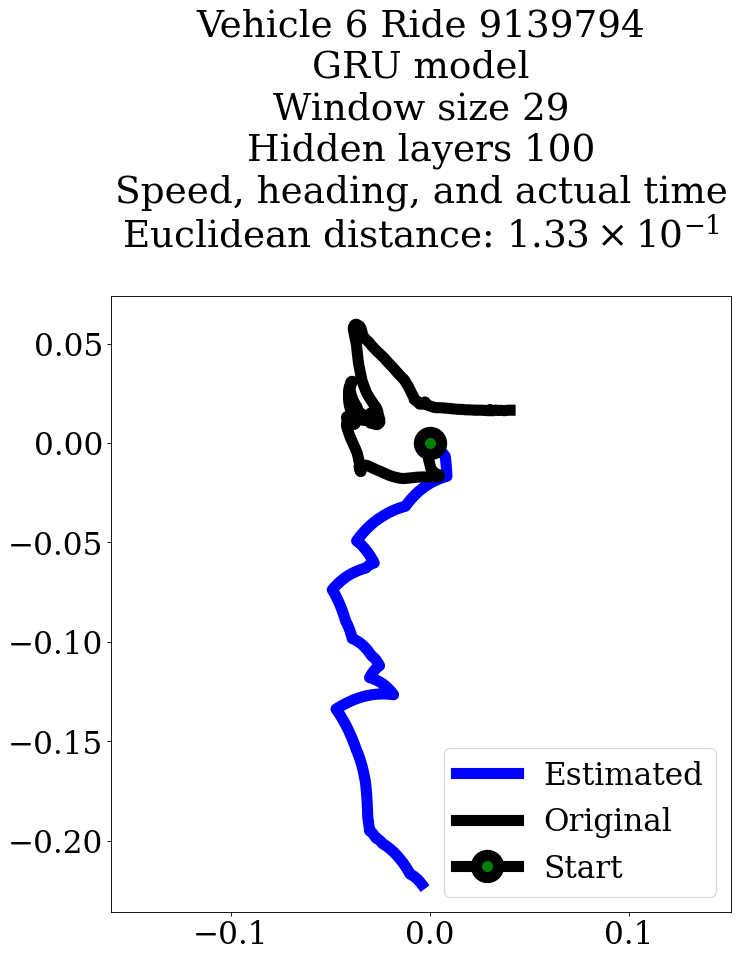 Vehicle 6 Ride 9139794
GRU model
Window size 29
Hidden layers 100
Speed, heading, and actual time
Euclidean distance: 1.33 × 10⁻¹
0.05
0.00
−0.05
−0.10
−0.15
−0.20
Estimated
Original
Start
−0.1 0.0 0.1